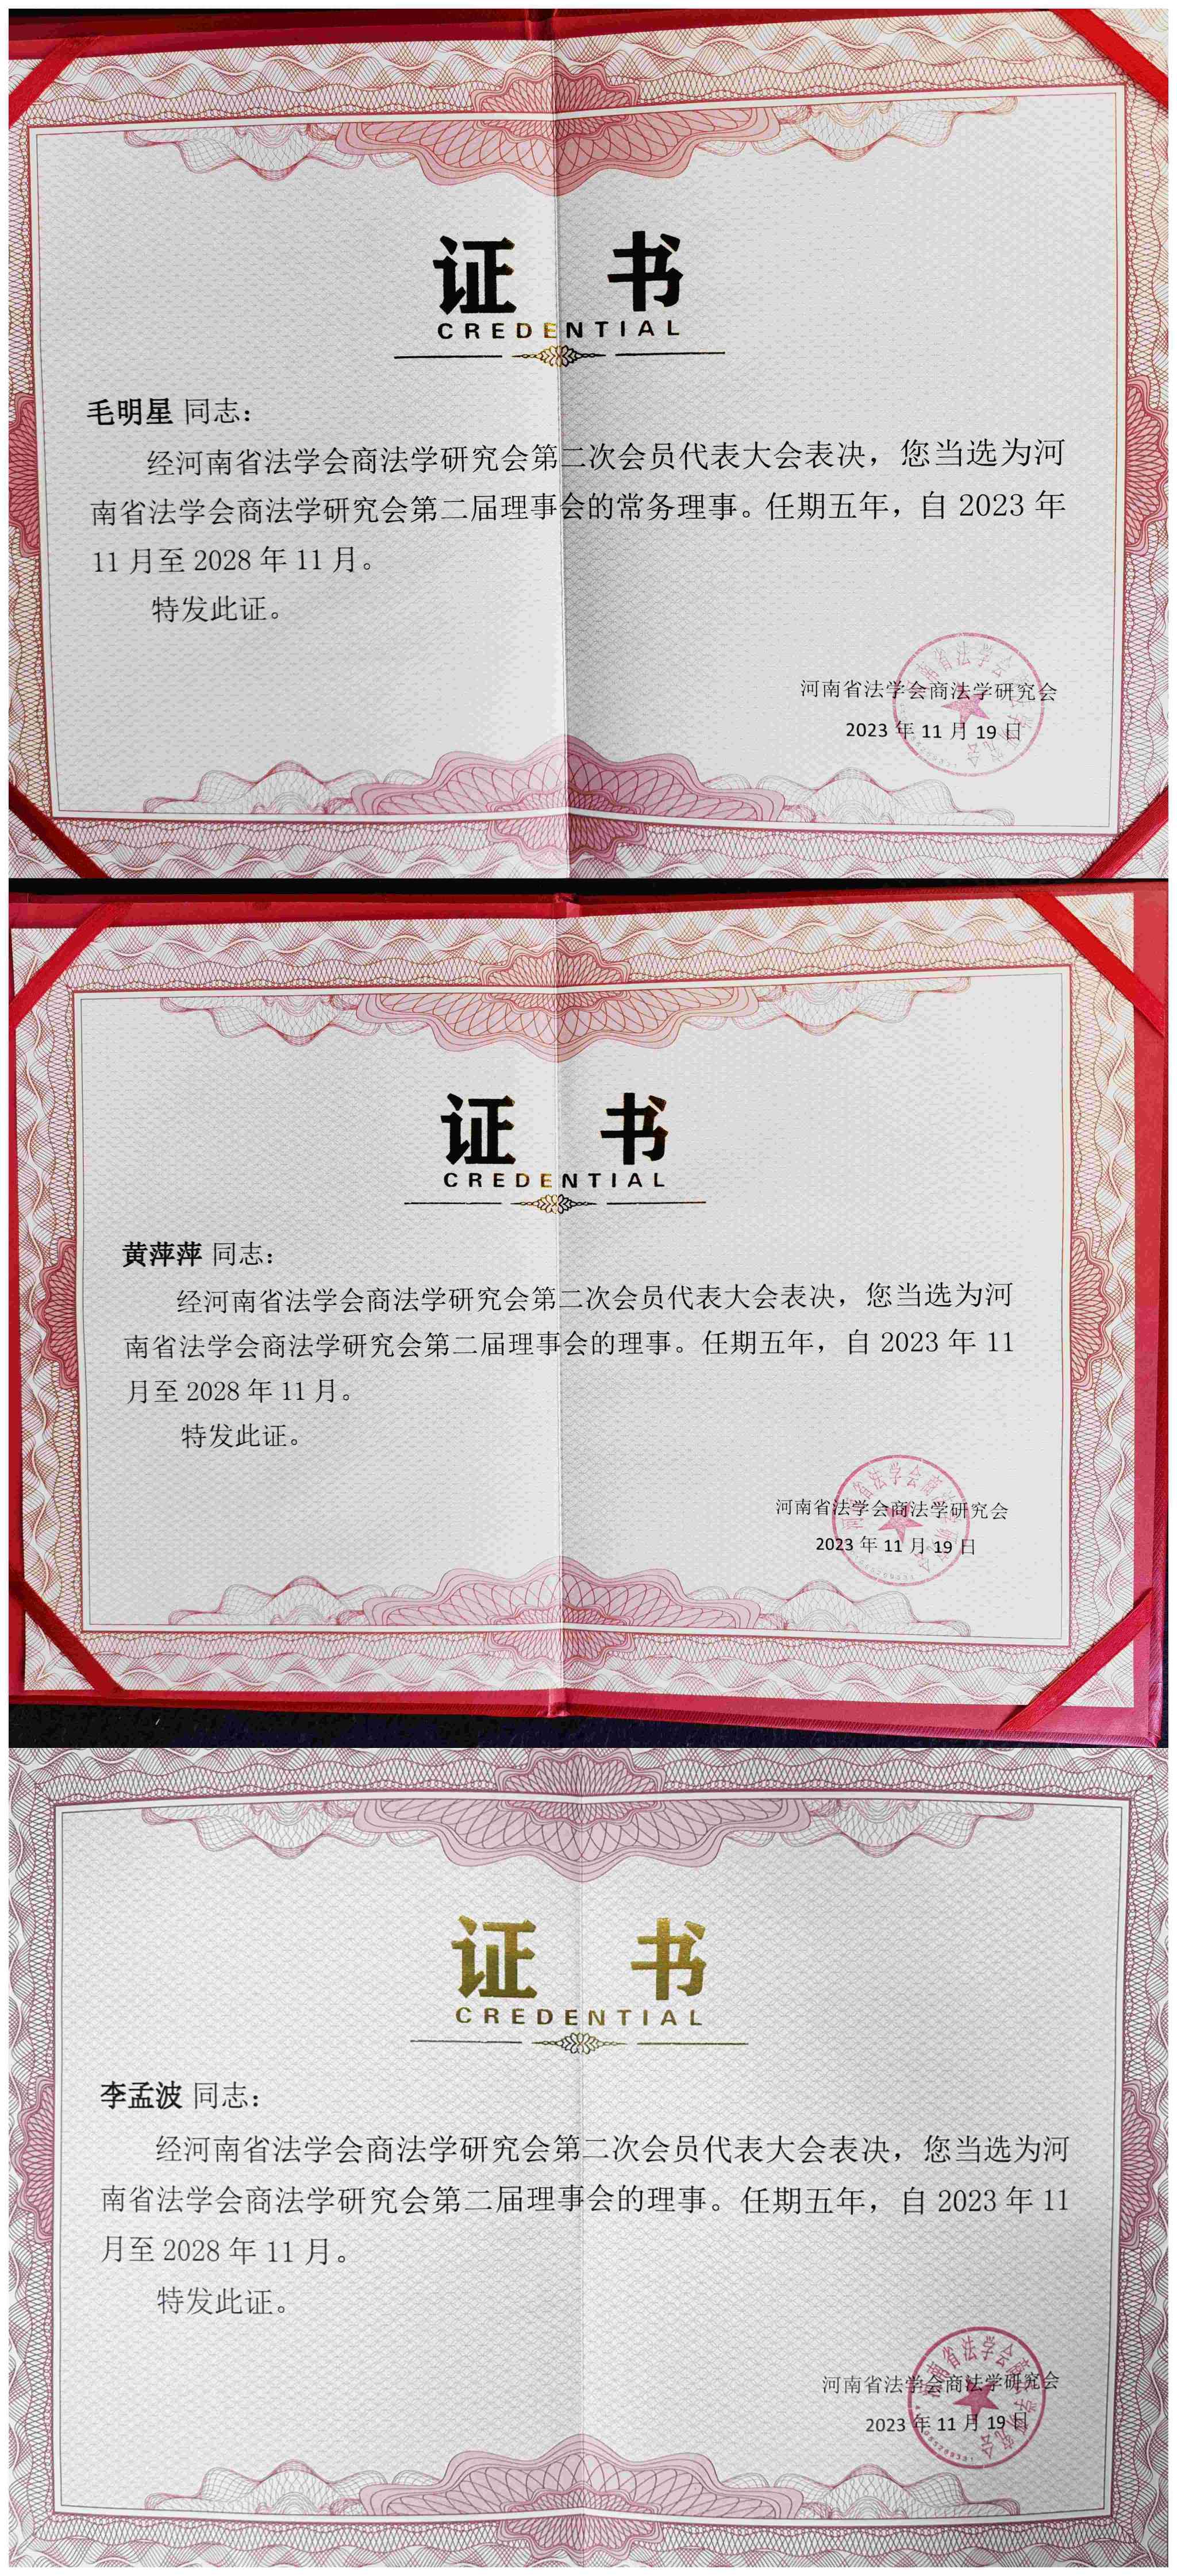 证 书
CREDENTIAL
毛明星 同志：
经河南省法学会商法学研究会第二次会员代表大会表决，您当选为河
南省法学会商法学研究会第二届理事会的常务理事。任期五年，自 2023 年
11 月至 2028 年 11 月。
特发此证。
河南省法学会商法学研究会
2023 年 11 月 19 日
证 书
CREDENTIAL
黄萍萍 同志：
经河南省法学会商法学研究会第二次会员代表大会表决，您当选为河
南省法学会商法学研究会第二届理事会的理事。任期五年，自 2023 年 11
月至 2028 年 11 月。
特发此证。
河南省法学会商法学研究会
2023 年 11 月 19 日
证 书
CREDENTIAL
李孟波 同志：
经河南省法学会商法学研究会第二次会员代表大会表决，您当选为河
南省法学会商法学研究会第二届理事会的理事。任期五年，自 2023 年 11
月至 2028 年 11 月。
特发此证。
河南省法学会商法学研究会
2023 年 11 月 19 日